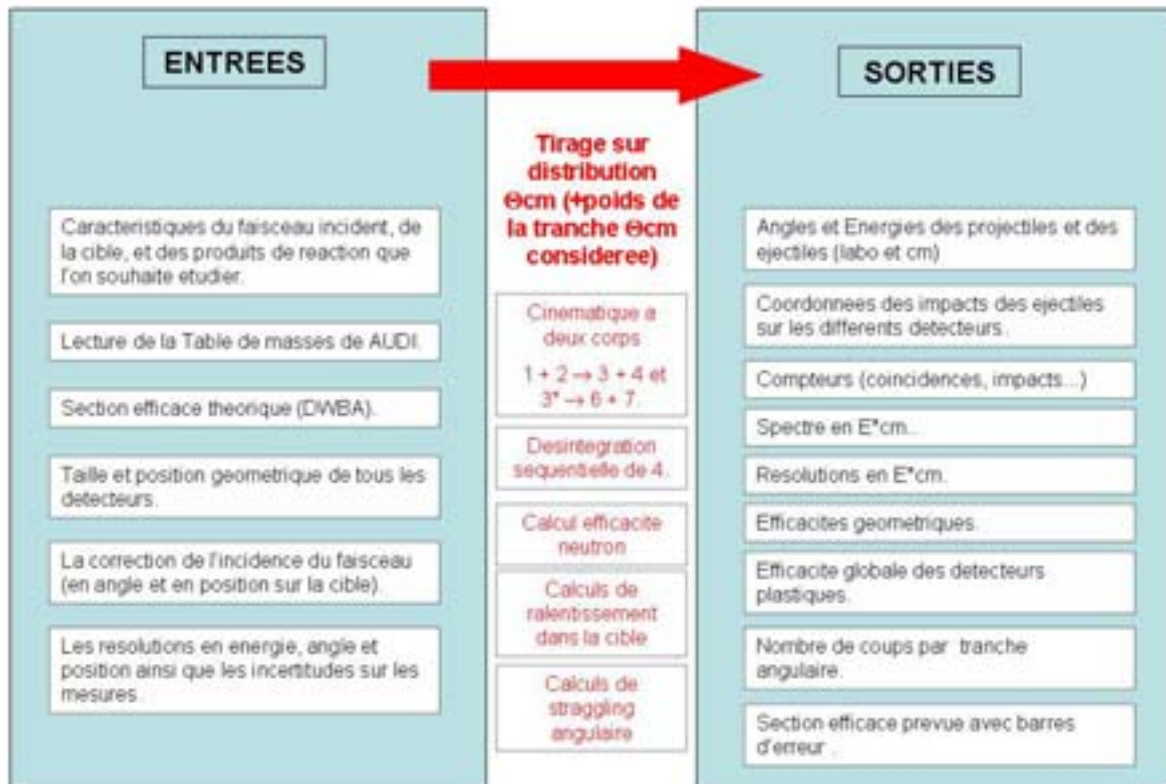 ENTREES
Caracteristiques du faisceau incident, de
la cible, et des produits de reaction que
l'on souhaite etudier.
Lecture de la Table de masses de AUDI.
Section efficace theorique (DWBA).
Taille et position geometrique de tous les
detecteurs.
La correction de l'incidence du faisceau
(en angle et en position sur la cible).
Les resolutions en energie, angle et
position ainsi que les incertitudes sur les
mesures.
Tirage sur
distribution
Θcm (+poids de
la tranche Θcm
consideree)
Cinematique a
deux corps
1 + 2 → 3 + 4 et
3* → 6 + 7.
Desintegration
sequentielle de 4.
Calcul efficacite
neutron
Calculs de
ralentissement
dans la cible
Calculs de
straggling
angulaire
SORTIES
Angles et Energies des projectiles et des
ejectiles (labo et cm)
Coordonnees des impacts des ejectiles
sur les differents detecteurs.
Compteurs (coincidences, impacts...)
Spectre en E*cm..
Resolutions en E*cm.
Efficacites geometriques.
Efficacite globale des detecteurs
plastiques.
Nombre de coups par tranche
angulaire.
Section efficace prevue avec barres
d'erreur .